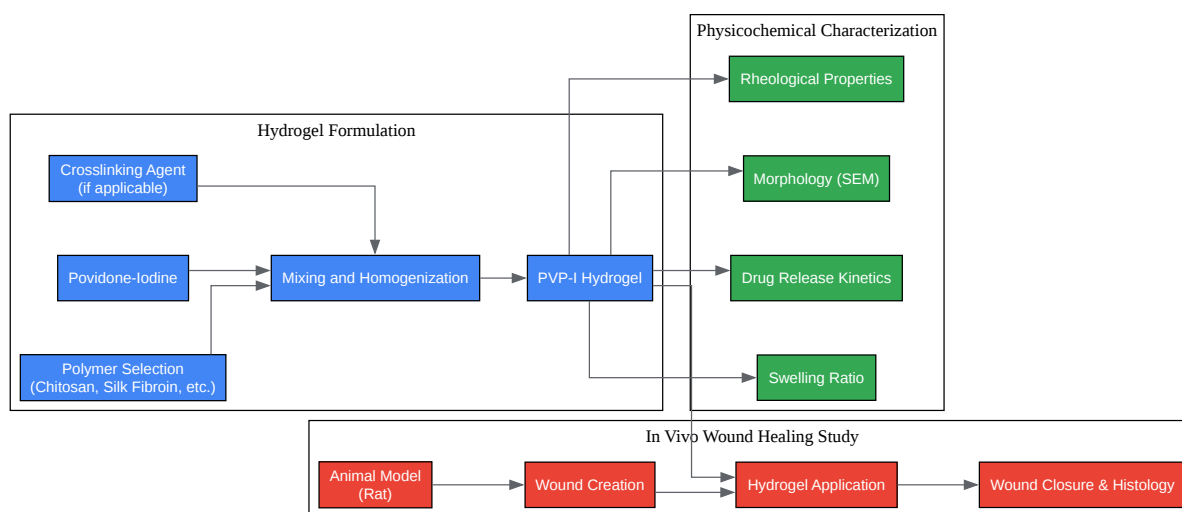 Physicochemical Characterization
Rheological Properties
Hydrogel Formulation
Crosslinking Agent
(if applicable)
Morphology (SEM)
Povidone-Iodine
Mixing and Homogenization
PVP-I Hydrogel
Drug Release Kinetics
Polymer Selection
(Chitosan, Silk Fibroin, etc.)
Swelling Ratio
In Vivo Wound Healing Study
Animal Model
(Rat)
Wound Creation
Hydrogel Application
Wound Closure & Histology